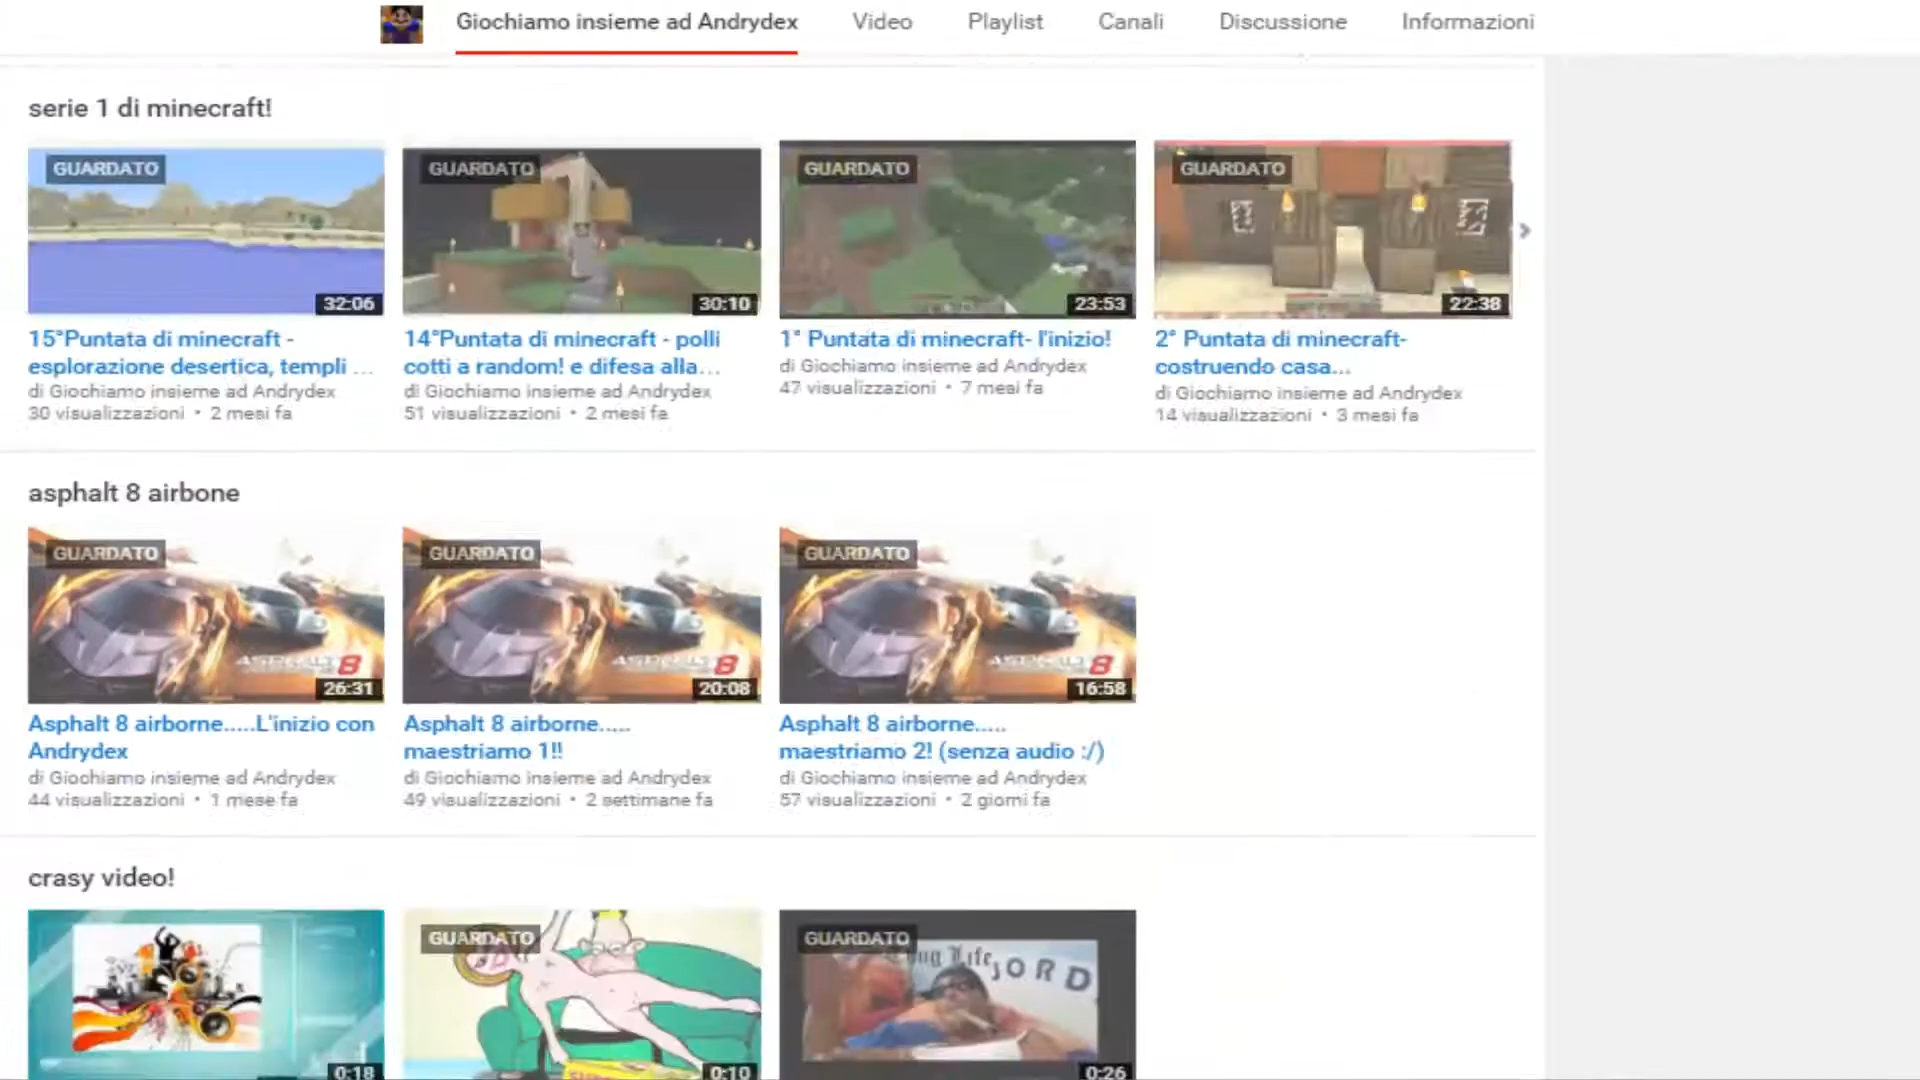 Giochiamo insieme ad Andrydex Video Playlist Canali Discussione Informazioni
serie 1 di minecraft!
GUARDATO GUARDATO GUARDATO GUARDATO
32:06 30:10 23:53 22:38
15°Puntata di minecraft -
esplorazione desertica, templi ...
di Giochiamo insieme ad Andrydex
30 visualizzazioni • 2 mesi fa
14°Puntata di minecraft - polli
cotti a random! e difesa alla...
di Giochiamo insieme ad Andrydex
51 visualizzazioni • 2 mesi fa
1° Puntata di minecraft- l'inizio!
di Giochiamo insieme ad Andrydex
47 visualizzazioni • 7 mesi fa
2° Puntata di minecraft-
costruendo casa...
di Giochiamo insieme ad Andrydex
14 visualizzazioni • 3 mesi fa
asphalt 8 airbone
GUARDATO GUARDATO GUARDATO
ASPHALT 8 ASPHALT 8 ASPHALT 8
26:31 20:08 16:58
Asphalt 8 airborne.....L'inizio con
Andrydex
di Giochiamo insieme ad Andrydex
44 visualizzazioni • 1 mese fa
Asphalt 8 airborne.....
maestriamo 1!!
di Giochiamo insieme ad Andrydex
49 visualizzazioni • 2 settimane fa
Asphalt 8 airborne.....
maestriamo 2! (senza audio :/)
di Giochiamo insieme ad Andrydex
57 visualizzazioni • 2 giorni fa
crasy video!
GUARDATO GUARDATO
Life
JORD
0:18 0:10 0:26